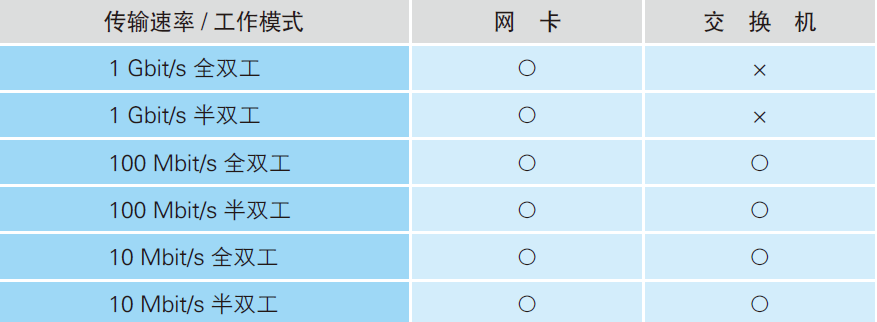 传输速率 / 工作模式 网 卡 交 换 机
1 Gbit/s 全双工 ○ ×
1 Gbit/s 半双工 ○ ×
100 Mbit/s 全双工 ○ ○
100 Mbit/s 半双工 ○ ○
10 Mbit/s 全双工 ○ ○
10 Mbit/s 半双工 ○ ○